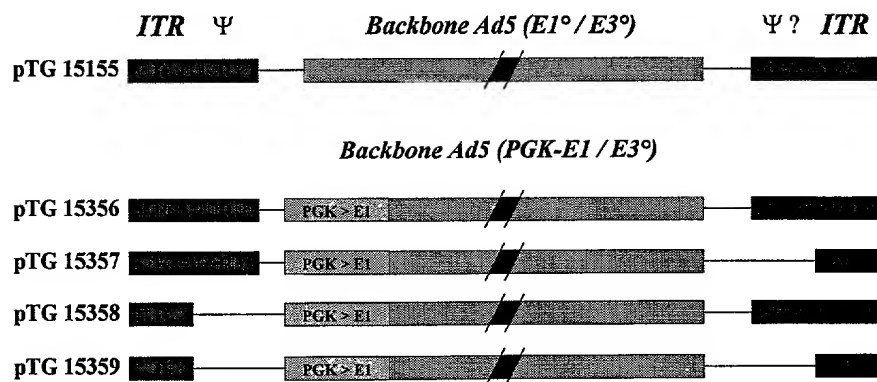 ITR Ψ Backbone Ad5 (E1° / E3°) Ψ ? ITR
pTG 15155
Backbone Ad5 (PGK-E1 / E3°)
pTG 15356 PGK > E1
pTG 15357 PGK > E1
pTG 15358 PGK > E1
pTG 15359 PGK > E1